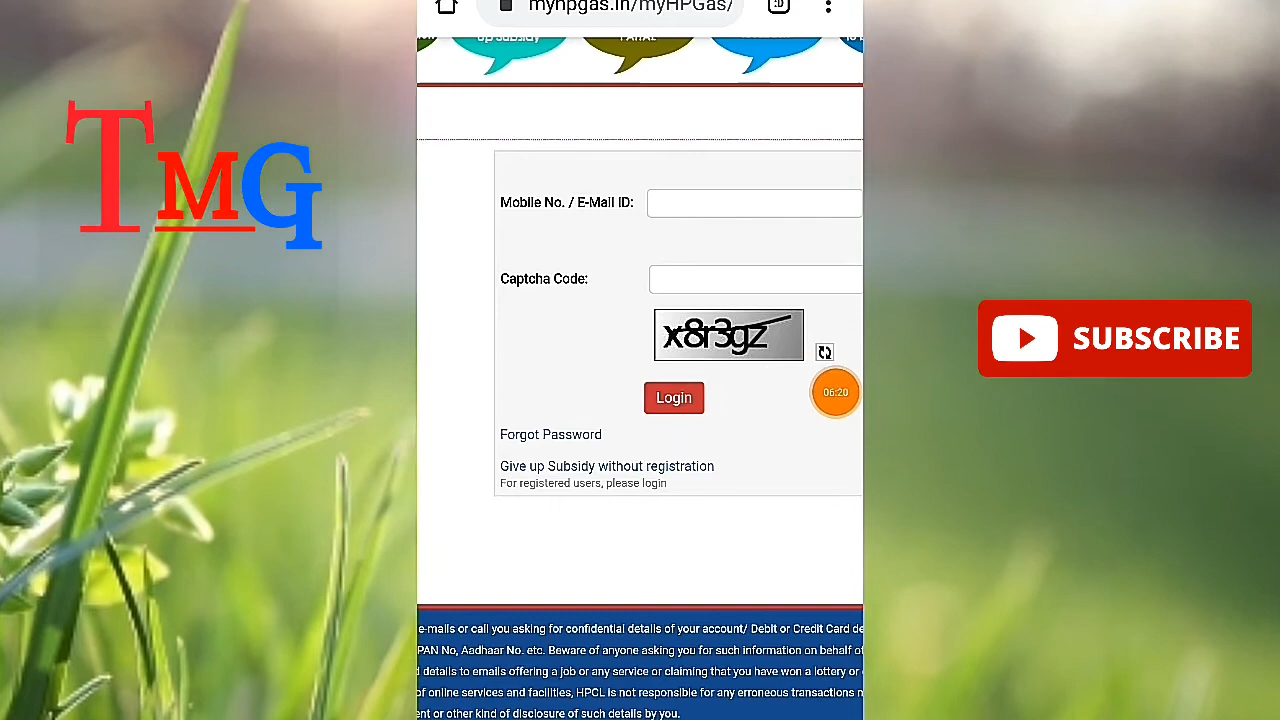 myhpgas.in/myHPGas/
:D
Up Subsidy
TMG
Mobile No. / E-Mail ID:
Captcha Code:
x8r3gz
SUBSCRIBE
Login
06:20
Forgot Password
Give up Subsidy without registration
For registered users, please login
e-mails or call you asking for confidential details of your account/ Debit or Credit Card de
PAN No, Aadhaar No. etc. Beware of anyone asking you for such information on behalf of
d details to emails offering a job or any service or claiming that you have won a lottery or
of online services and facilities, HPCL is not responsible for any erroneous transactions
ent or other kind of disclosure of such details by you.